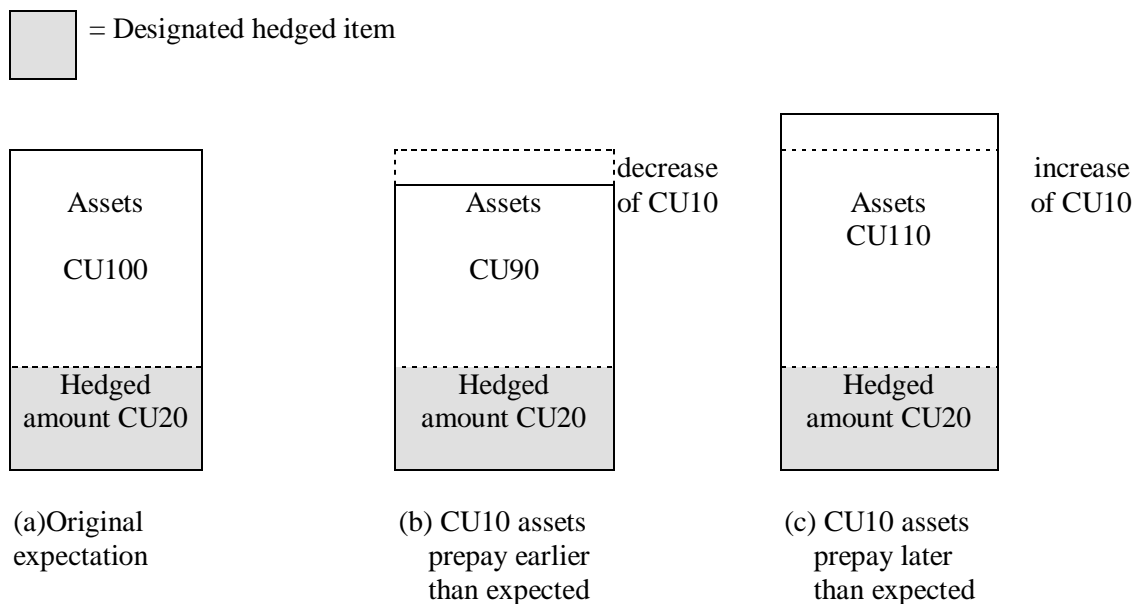 = Designated hedged item
Assets
CU100
Hedged
amount CU20
(a)Original
expectation
decrease
of CU10
Assets
CU90
Hedged
amount CU20
(b) CU10 assets
prepay earlier
than expected
increase
of CU10
Assets
CU110
Hedged
amount CU20
(c) CU10 assets
prepay later
than expected